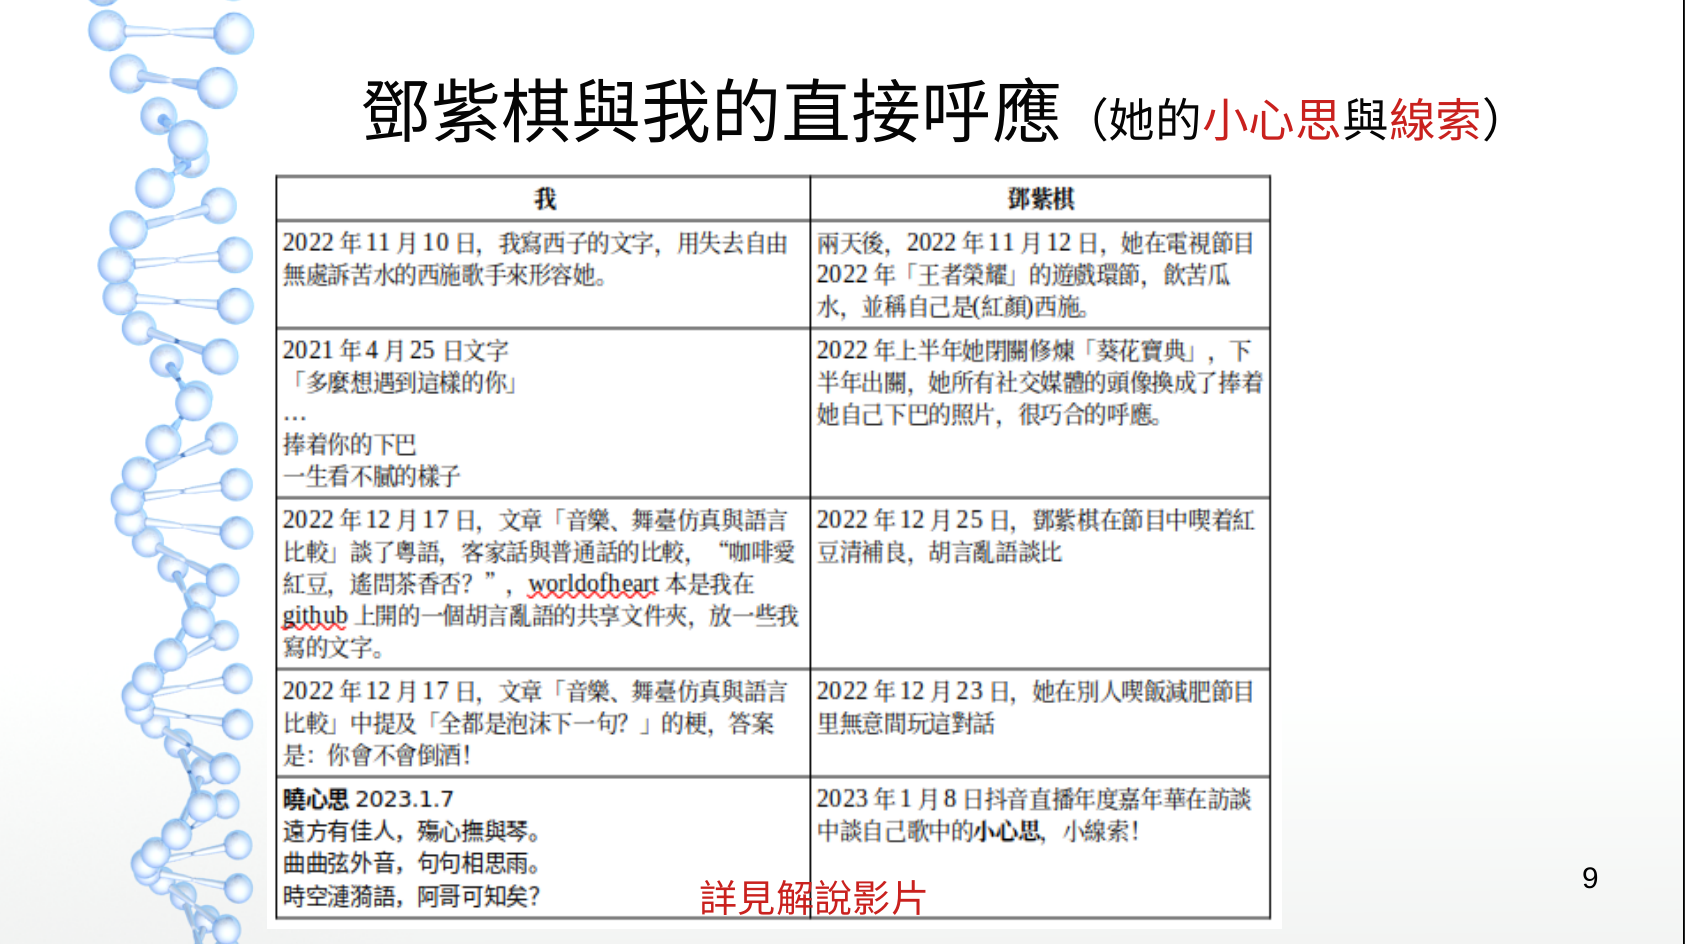 鄧紫棋與我的直接呼應（她的小心思與線索）
我
鄧紫棋
2022 年 11 月 10 日，我寫西子的文字，用失去自由
無處訴苦水的西施歌手來形容她。
兩天後，2022 年 11 月 12 日，她在電視節目
2022 年「王者榮耀」的遊戲環節，飲苦瓜
水，並稱自己是(紅顏)西施。
2021 年 4 月 25 日文字
「多麼想遇到這樣的你」
…
捧着你的下巴
一生看不膩的樣子
2022 年上半年她閉關修煉「葵花寶典」，下
半年出關，她所有社交媒體的頭像換成了捧着
她自己下巴的照片，很巧合的呼應。
2022 年 12 月 17 日，文章「音樂、舞臺仿真與語言
比較」談了粵語，客家話與普通話的比較，“咖啡愛
紅豆，遙問茶香否？”，worldofheart 本是我在
github 上開的一個胡言亂語的共享文件夾，放一些我
寫的文字。
2022 年 12 月 25 日，鄧紫棋在節目中喫着紅
豆清補良，胡言亂語談比
2022 年 12 月 17 日，文章「音樂、舞臺仿真與語言
比較」中提及「全都是泡沫下一句？」的梗，答案
是：你會不會倒酒！
2022 年 12 月 23 日，她在別人喫飯減肥節目
里無意間玩這對話
曉心思 2023.1.7
遠方有佳人，殤心撫與琴。
曲曲弦外音，句句相思雨。
時空漣漪語，阿哥可知矣？
2023 年 1 月 8 日抖音直播年度嘉年華在訪談
中談自己歌中的小心思，小線索！
詳見解說影片
9